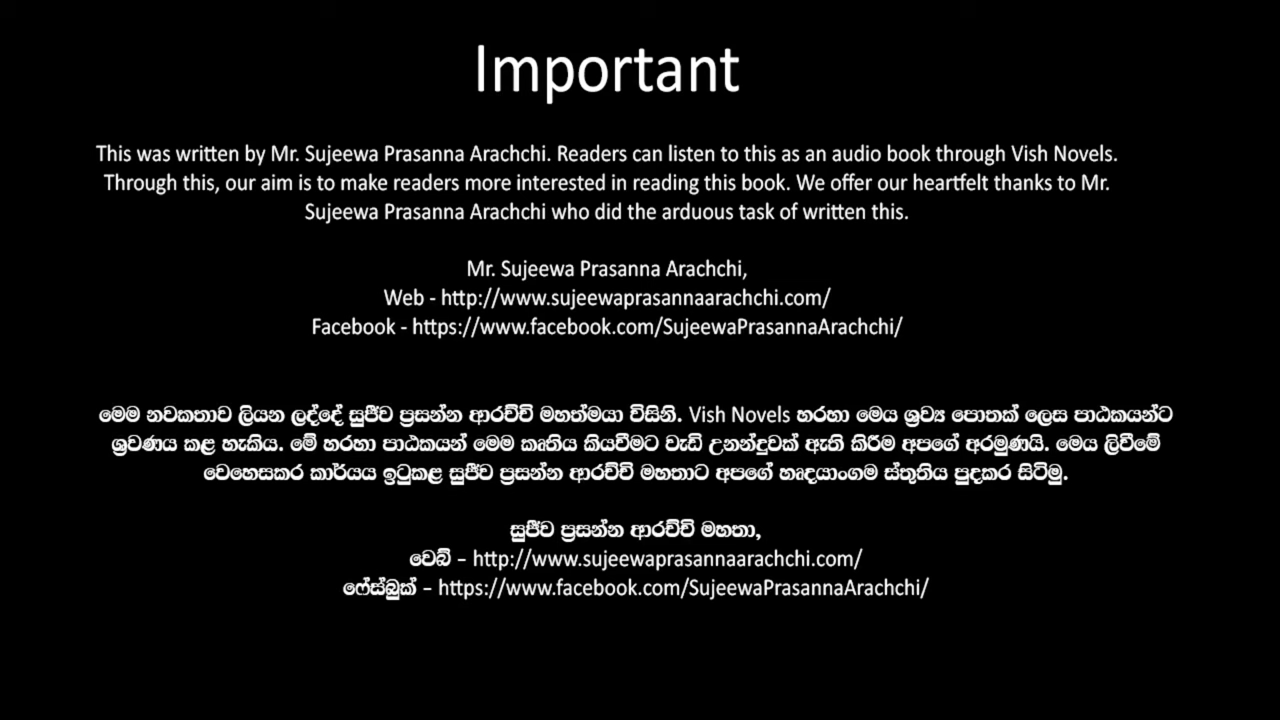 Important
This was written by Mr. Sujeewa Prasanna Arachchi. Readers can listen to this as an audio book through Vish Novels.
Through this, our aim is to make readers more interested in reading this book. We offer our heartfelt thanks to Mr.
Sujeewa Prasanna Arachchi who did the arduous task of written this.
Mr. Sujeewa Prasanna Arachchi,
Web - http://www.sujeewaprasannaarachchi.com/
Facebook - https://www.facebook.com/SujeewaPrasannaArachchi/
මෙම නවකතාව ලියන ලද්දේ සුජීව ප්‍රසන්න ආරච්චි මහත්මයා විසිනි. Vish Novels හරහා මෙය ශ්‍රව්‍ය පොතක් ලෙස පාඨකයන්ට
ශ්‍රවණය කළ හැකිය. මේ හරහා පාඨකයන් මෙම කෘතිය කියවීමට වැඩි උනන්දුවක් ඇති කිරීම අපගේ අරමුණයි. මෙය ලිවීමේ
වෙහෙසකර කාර්යය ඉටුකළ සුජීව ප්‍රසන්න ආරච්චි මහතාට අපගේ හෘදයාංගම ස්තුතිය පුදකර සිටිමු.
සුජීව ප්‍රසන්න ආරච්චි මහතා,
වෙබ් – http://www.sujeewaprasannaarachchi.com/
ෆේස්බුක් – https://www.facebook.com/SujeewaPrasannaArachchi/